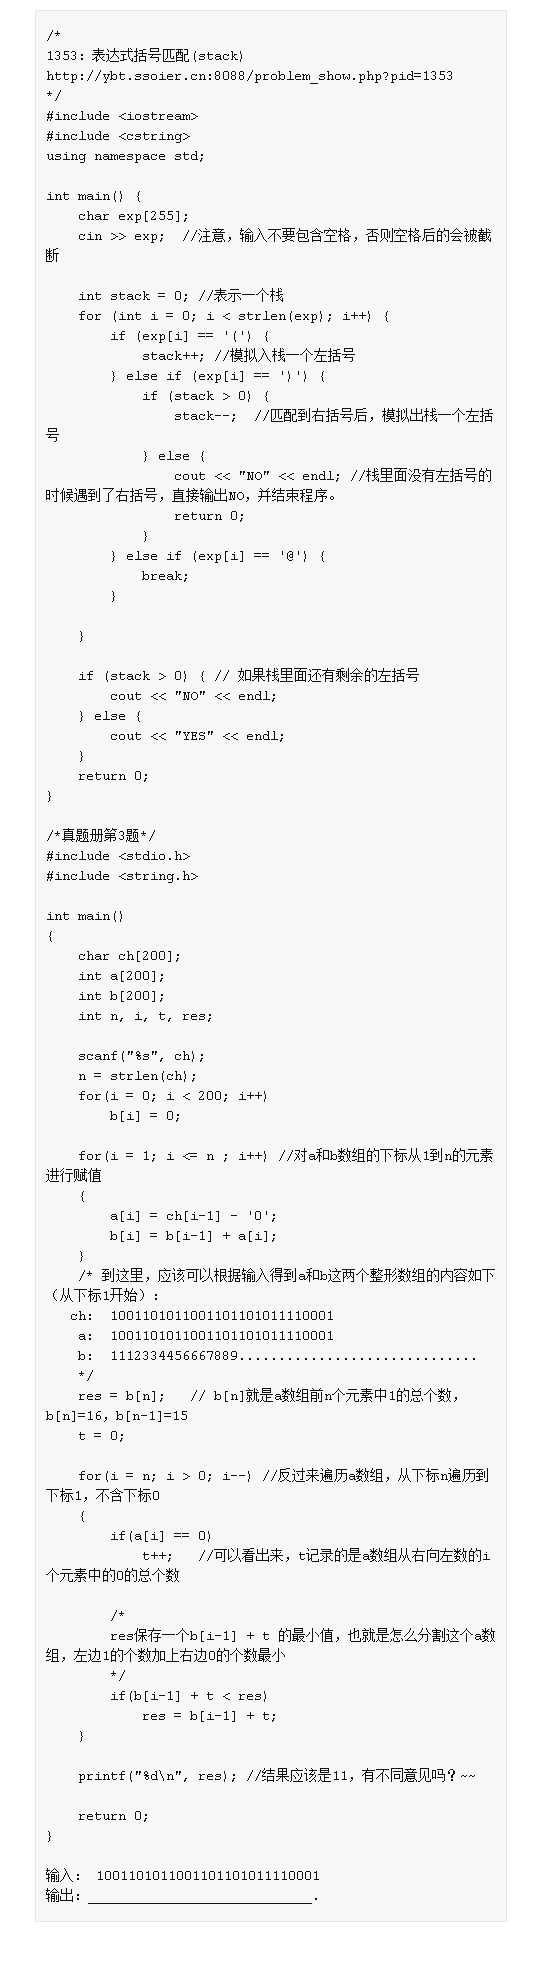 /*
1353: 表达式括号匹配(stack)
http://ybt.ssoier.cn:8088/problem_show.php?pid=1353
*/
#include <iostream>
#include <cstring>
using namespace std;

int main() {
    char exp[255];
    cin >> exp;  //注意，输入不要包含空格，否则空格后的会被截
断

    int stack = 0; //表示一个栈
    for (int i = 0; i < strlen(exp); i++) {
        if (exp[i] == '(') {
            stack++; //模拟入栈一个左括号
        } else if (exp[i] == ')') {
            if (stack > 0) {
                stack--;  //匹配到右括号后，模拟出栈一个左括
号
            } else {
                cout << "NO" << endl; //栈里面没有左括号的
时候遇到了右括号，直接输出NO，并结束程序。
                return 0;
            }
        } else if (exp[i] == '@') {
            break;
        }

    }

    if (stack > 0) { // 如果栈里面还有剩余的左括号
        cout << "NO" << endl;
    } else {
        cout << "YES" << endl;
    }
    return 0;
}

/*真题册第3题*/
#include <stdio.h>
#include <string.h>

int main()
{
    char ch[200];
    int a[200];
    int b[200];
    int n, i, t, res;

    scanf("%s", ch);
    n = strlen(ch);
    for(i = 0; i < 200; i++)
        b[i] = 0;

    for(i = 1; i <= n ; i++) //对a和b数组的下标从1到n的元素
进行赋值
    {
        a[i] = ch[i-1] - '0';
        b[i] = b[i-1] + a[i];
    }
    /* 到这里，应该可以根据输入得到a和b这两个整形数组的内容如下
（从下标1开始）：
   ch:  1001101011001101101011110001
    a:  1001101011001101101011110001
    b:  1112334456667889..............................
    */
    res = b[n];   // b[n]就是a数组前n个元素中1的总个数，
b[n]=16，b[n-1]=15
    t = 0;

    for(i = n; i > 0; i--) //反过来遍历a数组，从下标n遍历到
下标1，不含下标0
    {
        if(a[i] == 0)
            t++;   //可以看出来，t记录的是a数组从右向左数的i
个元素中的0的总个数

        /*
        res保存一个b[i-1] + t 的最小值，也就是怎么分割这个a数
组，左边1的个数加上右边0的个数最小
        */
        if(b[i-1] + t < res)
            res = b[i-1] + t;
    }

    printf("%d\n", res); //结果应该是11，有不同意见吗？~~

    return 0;
}

输入： 1001101011001101101011110001
输出：____________________________.